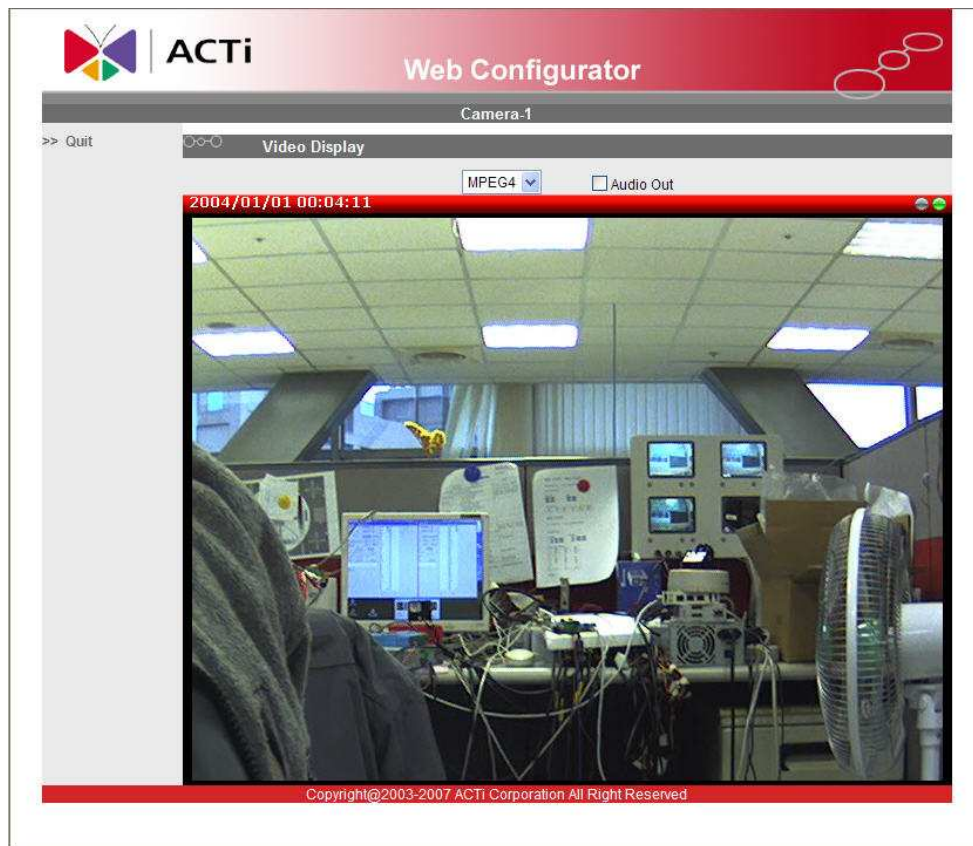 ACTi
Web Configurator
Camera-1
>> Quit
Video Display
MPEG4
Audio Out
2004/01/01 00:04:11
Copyright@2003-2007 ACTi Corporation All Right Reserved